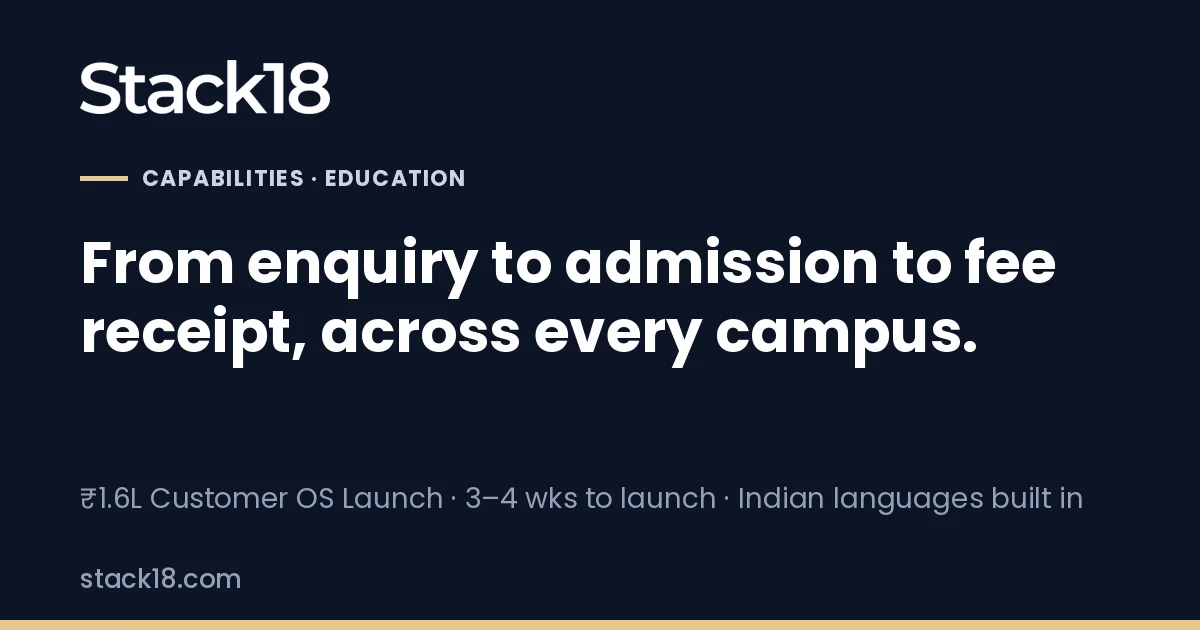 Stack18
CAPABILITIES · EDUCATION
From enquiry to admission to fee
receipt, across every campus.
₹1.6L Customer OS Launch · 3–4 wks to launch · Indian languages built in
stack18.com